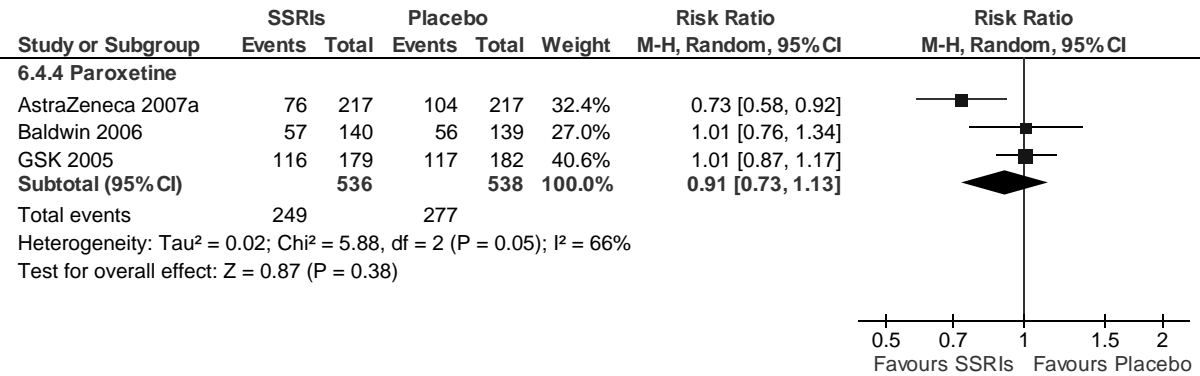 SSRIs Placebo Risk Ratio Risk Ratio
Study or Subgroup Events Total Events Total Weight M-H, Random, 95% CI M-H, Random, 95% CI
6.4.4 Paroxetine
AstraZeneca 2007a 76 217 104 217 32.4% 0.73 [0.58, 0.92]
Baldwin 2006 57 140 56 139 27.0% 1.01 [0.76, 1.34]
GSK 2005 116 179 117 182 40.6% 1.01 [0.87, 1.17]
Subtotal (95% CI) 536 538 100.0% 0.91 [0.73, 1.13]
Total events 249 277
Heterogeneity: Tau² = 0.02; Chi² = 5.88, df = 2 (P = 0.05); I² = 66%
Test for overall effect: Z = 0.87 (P = 0.38)
0.5 0.7 1 1.5 2
Favours SSRIs Favours Placebo